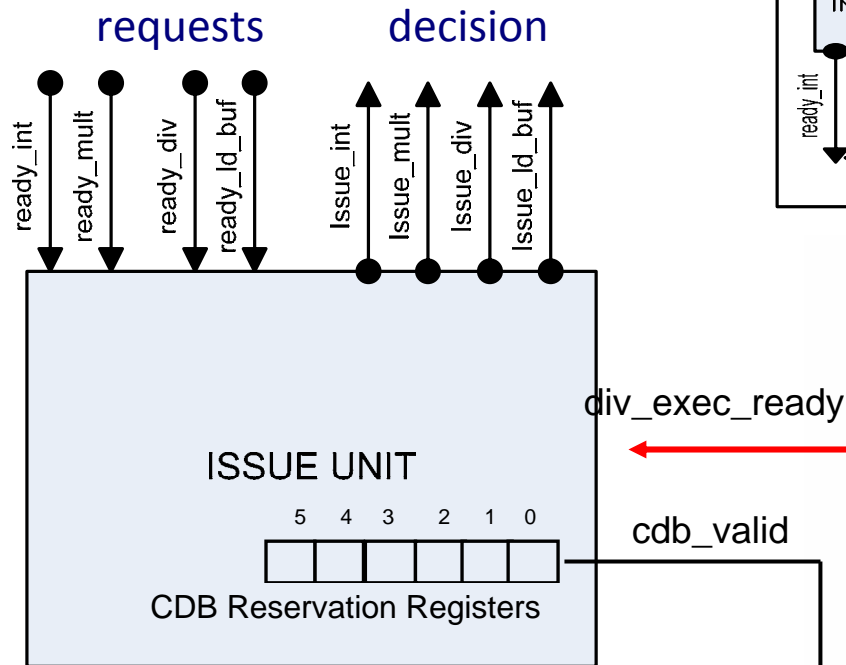 requests decision
ready_int
ready_mult
ready_div
ready_ld_buf
Issue_int
Issue_mult
Issue_div
Issue_ld_buf
ready_int
div_exec_ready
ISSUE UNIT
5 4 3 2 1 0
cdb_valid
CDB Reservation Registers